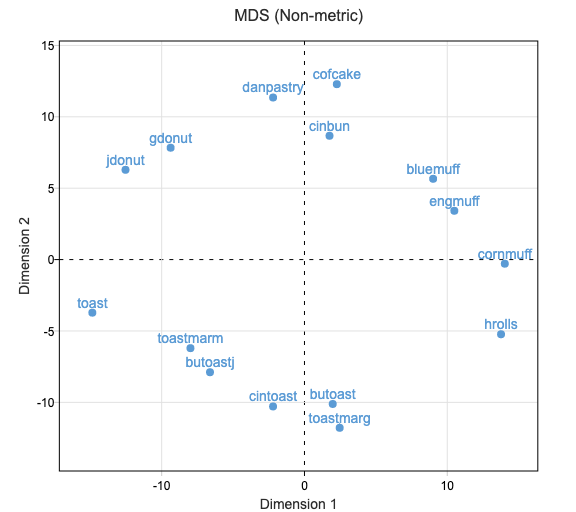 MDS (Non-metric)
15
cofcake
danpastry
10
cinbun
gdonut
jdonut
bluemuff
5
engmuff
cornmuff
0
Dimension 2
toast
hrolls
-5
toastmarm
butoastj
cintoast
butoast
-10
toastmarg
-10
0
10
Dimension 1